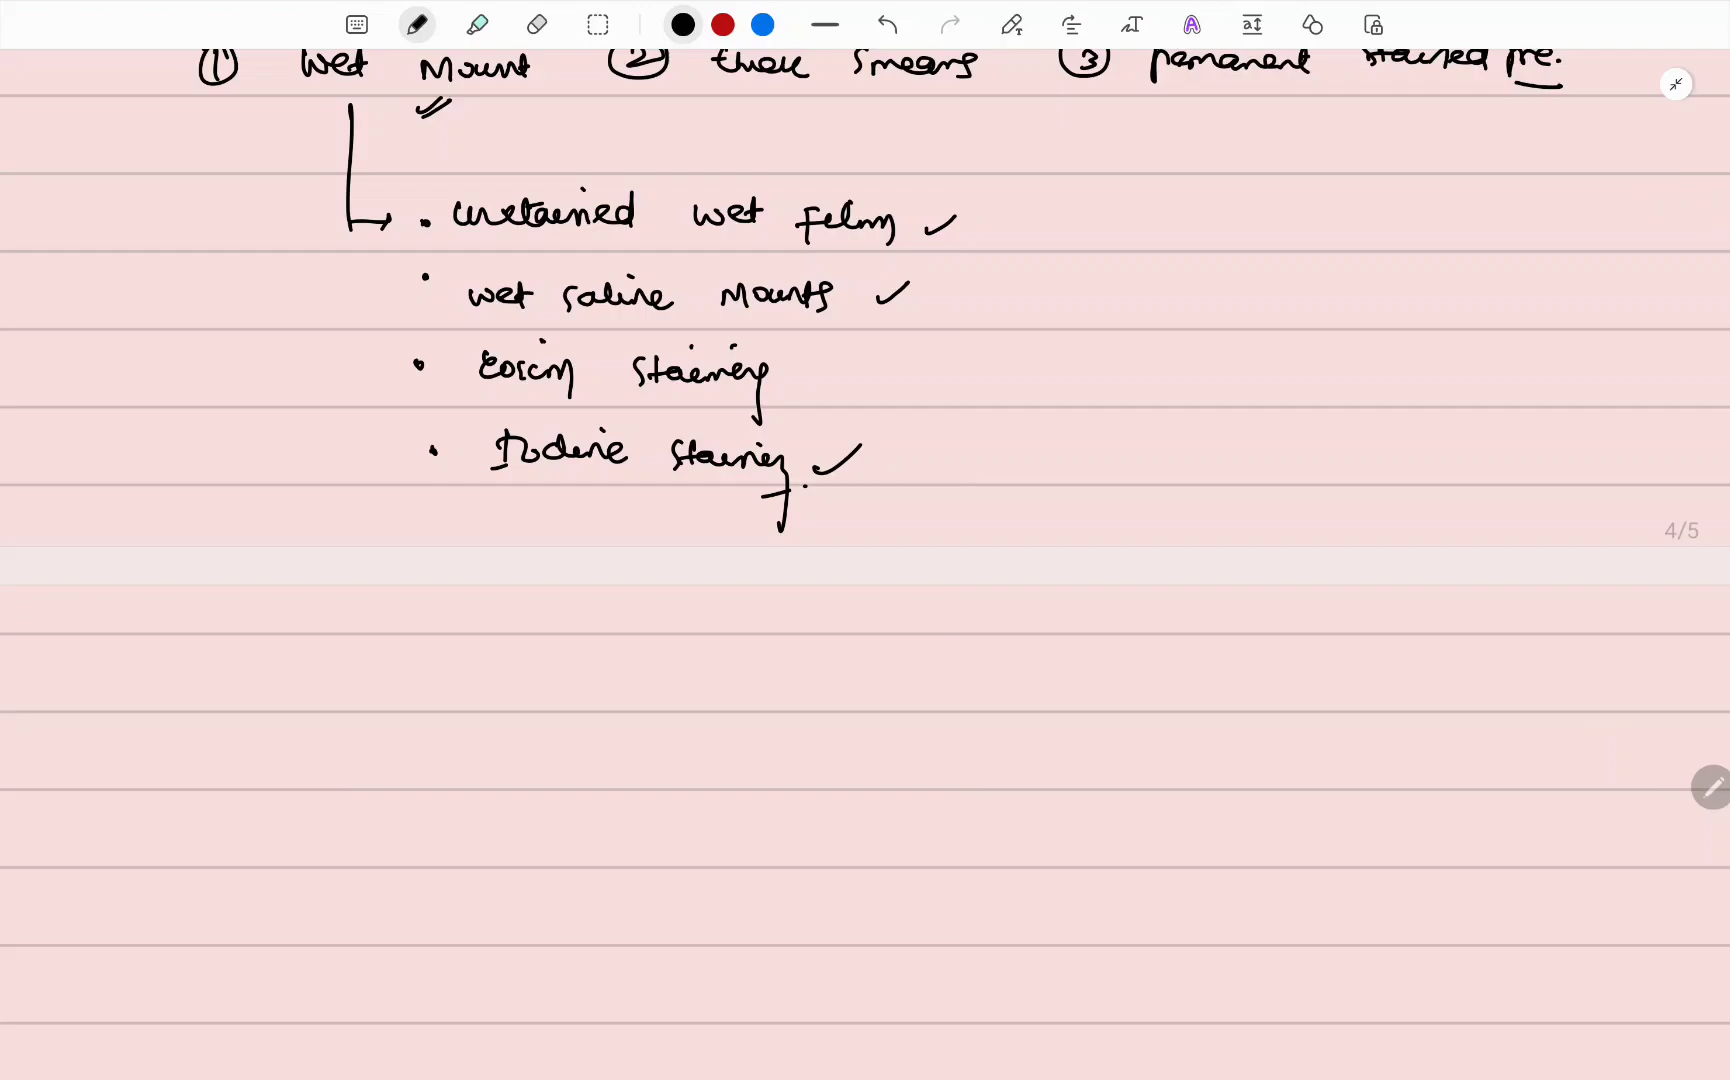 ① Wet Mount ② thick Smears ③ permanent stained pre.
• unstained wet film ✓
• wet saline mounts ✓
• Eosin staining
• Iodine staining ✓
4/5